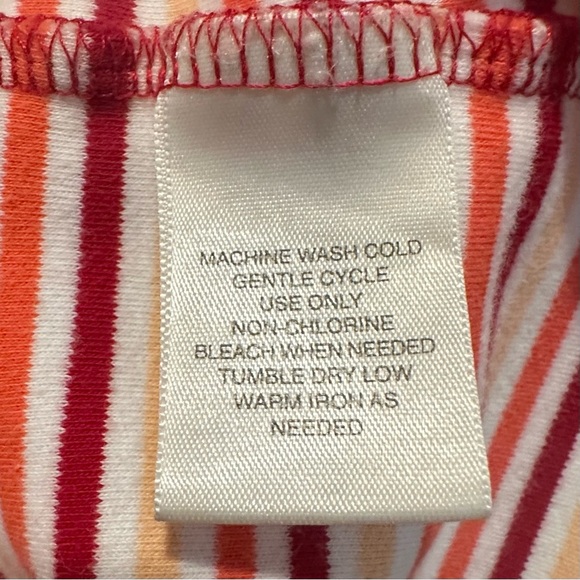 MACHINE WASH COLD
GENTLE CYCLE
USE ONLY
NON-CHLORINE
BLEACH WHEN NEEDED
TUMBLE DRY LOW
WARM IRON AS
NEEDED